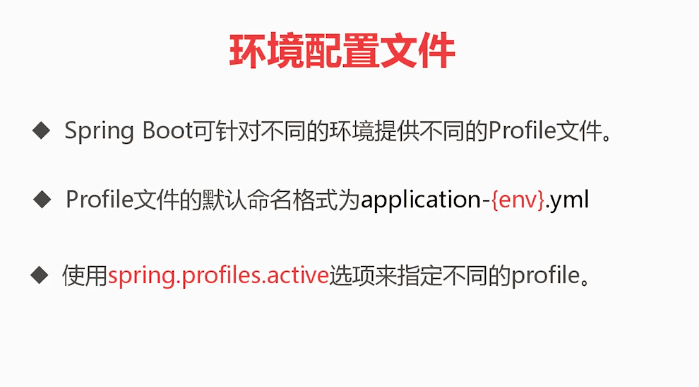 环境配置文件
◆ Spring Boot可针对不同的环境提供不同的Profile文件。
◆ Profile文件的默认命名格式为application-{env}.yml
◆ 使用spring.profiles.active选项来指定不同的profile。